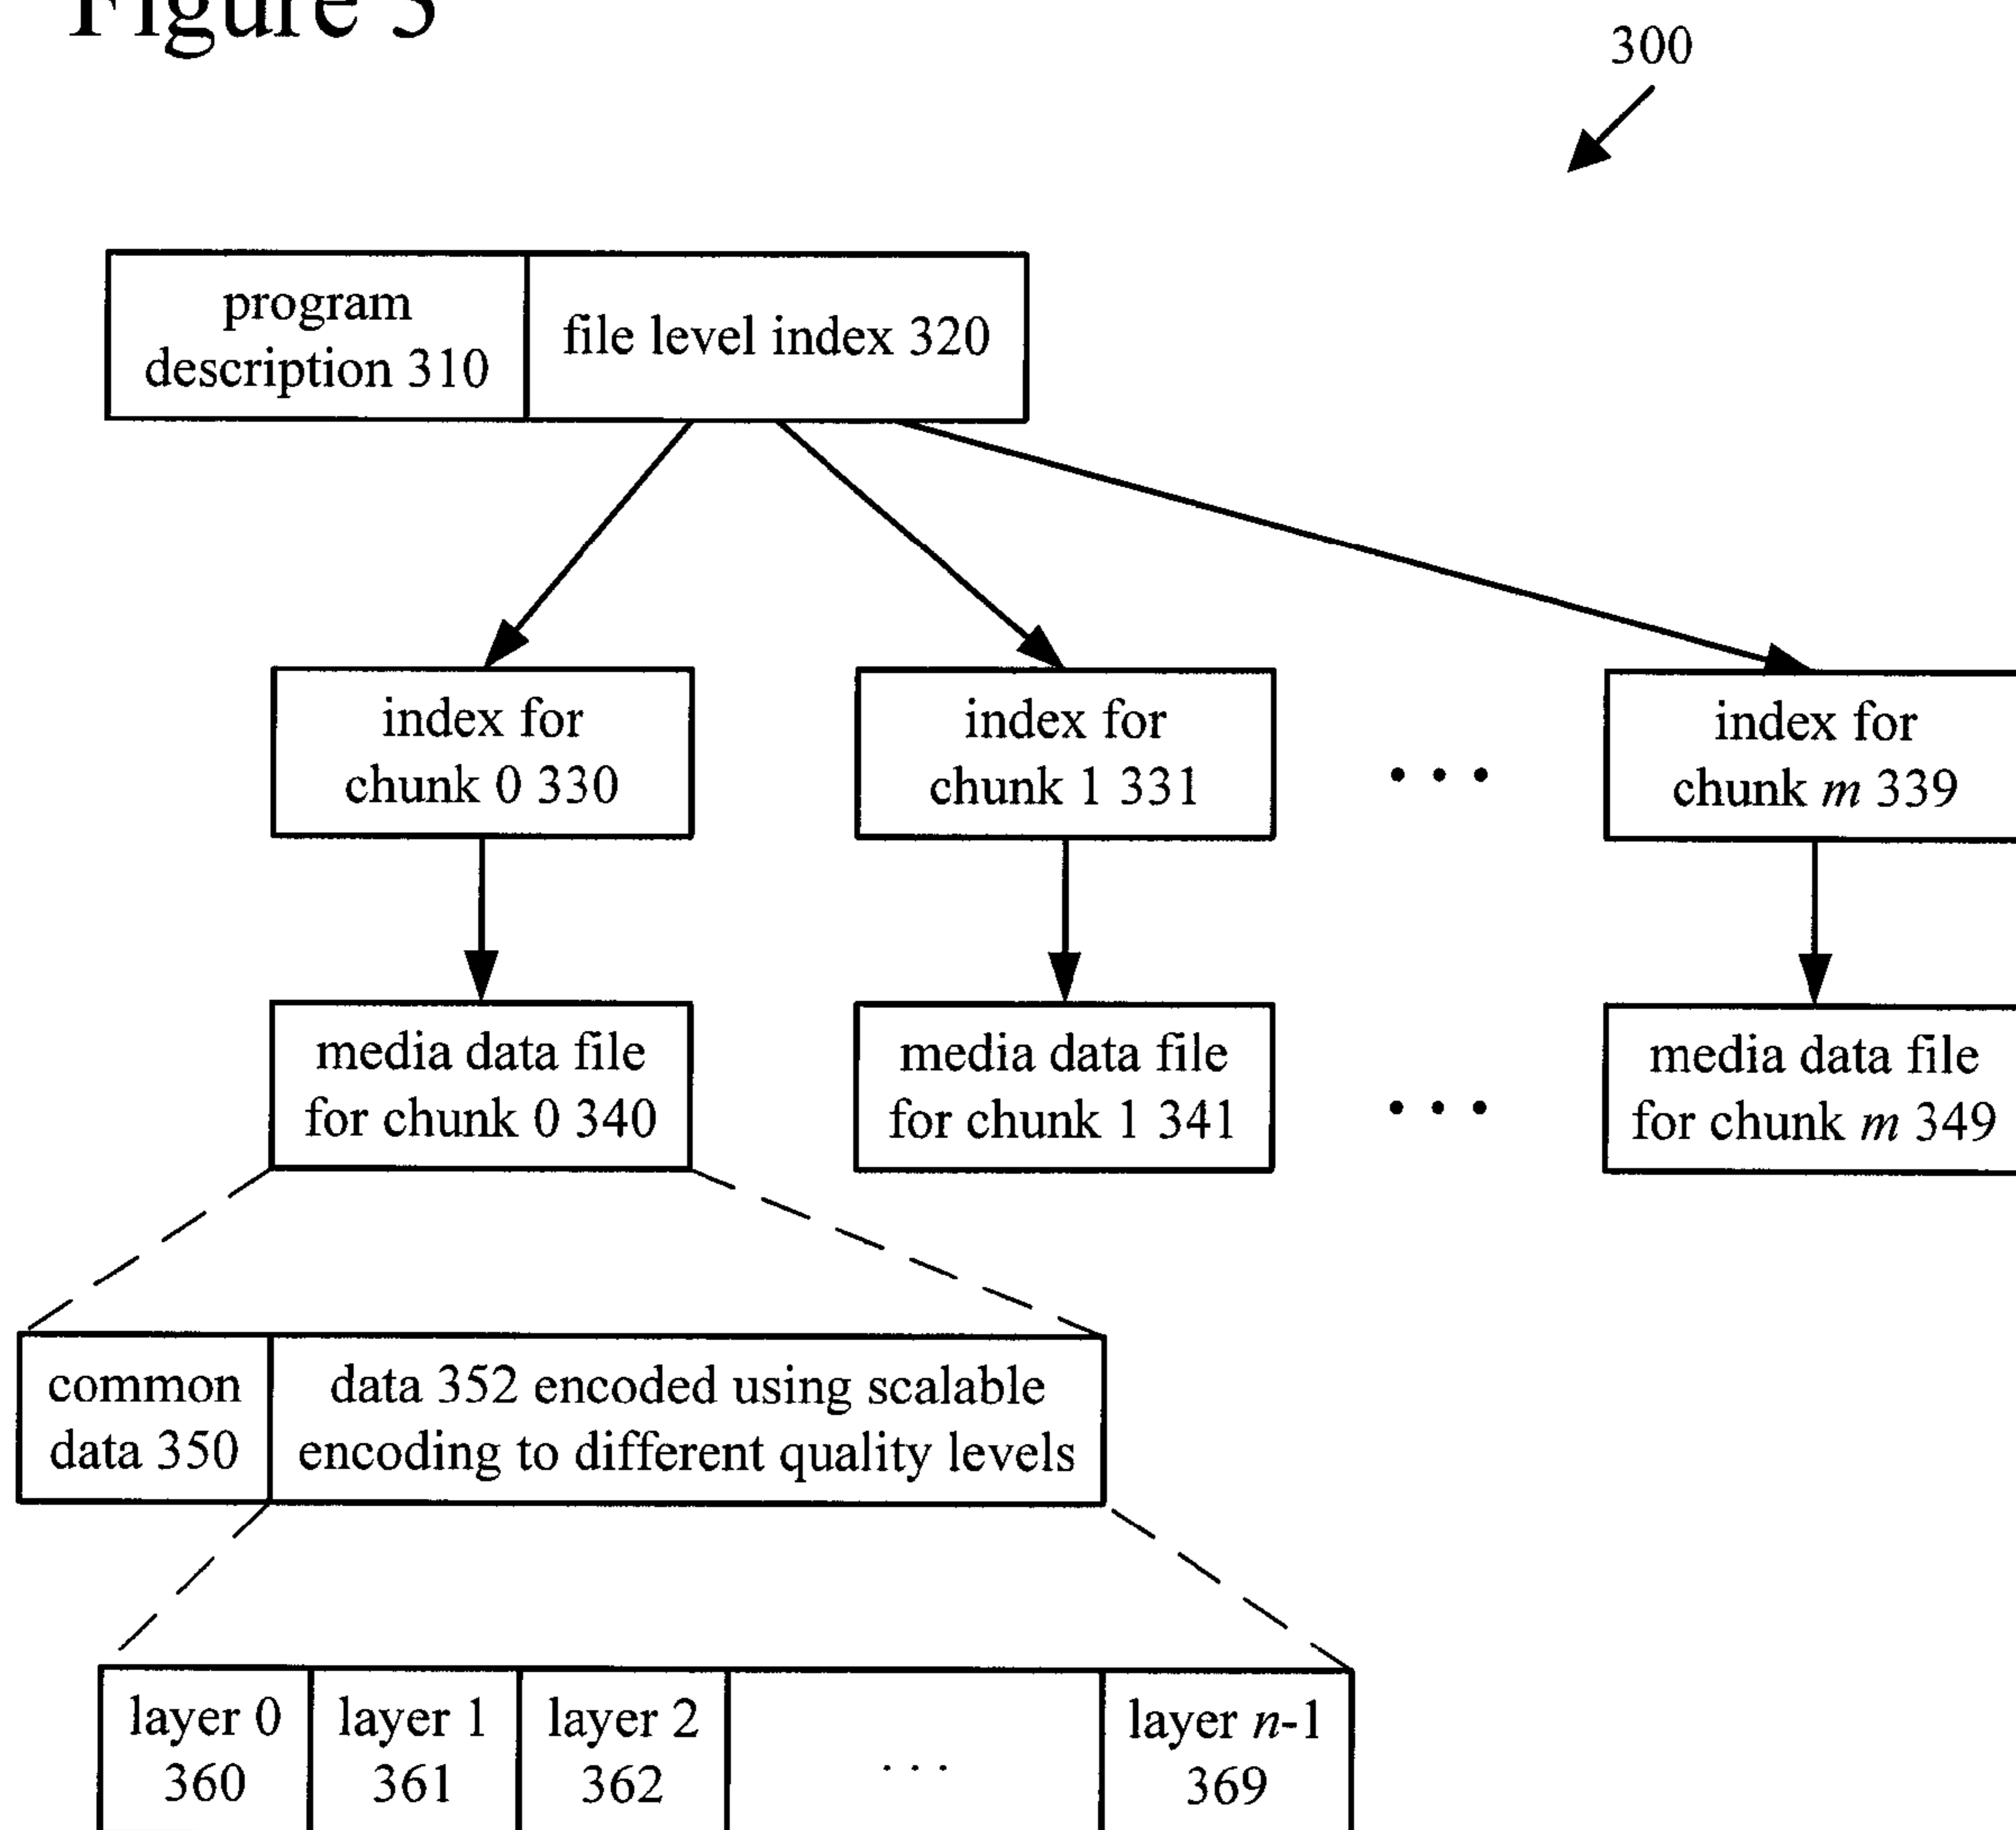 Figure 3
300
program
description 310
file level index 320
index for
chunk 0 330
index for
chunk 1 331
• • •
index for
chunk m 339
media data file
for chunk 0 340
media data file
for chunk 1 341
• • •
media data file
for chunk m 349
common
data 350
data 352 encoded using scalable
encoding to different quality levels
layer 0
360
layer 1
361
layer 2
362
. . .
layer n-1
369